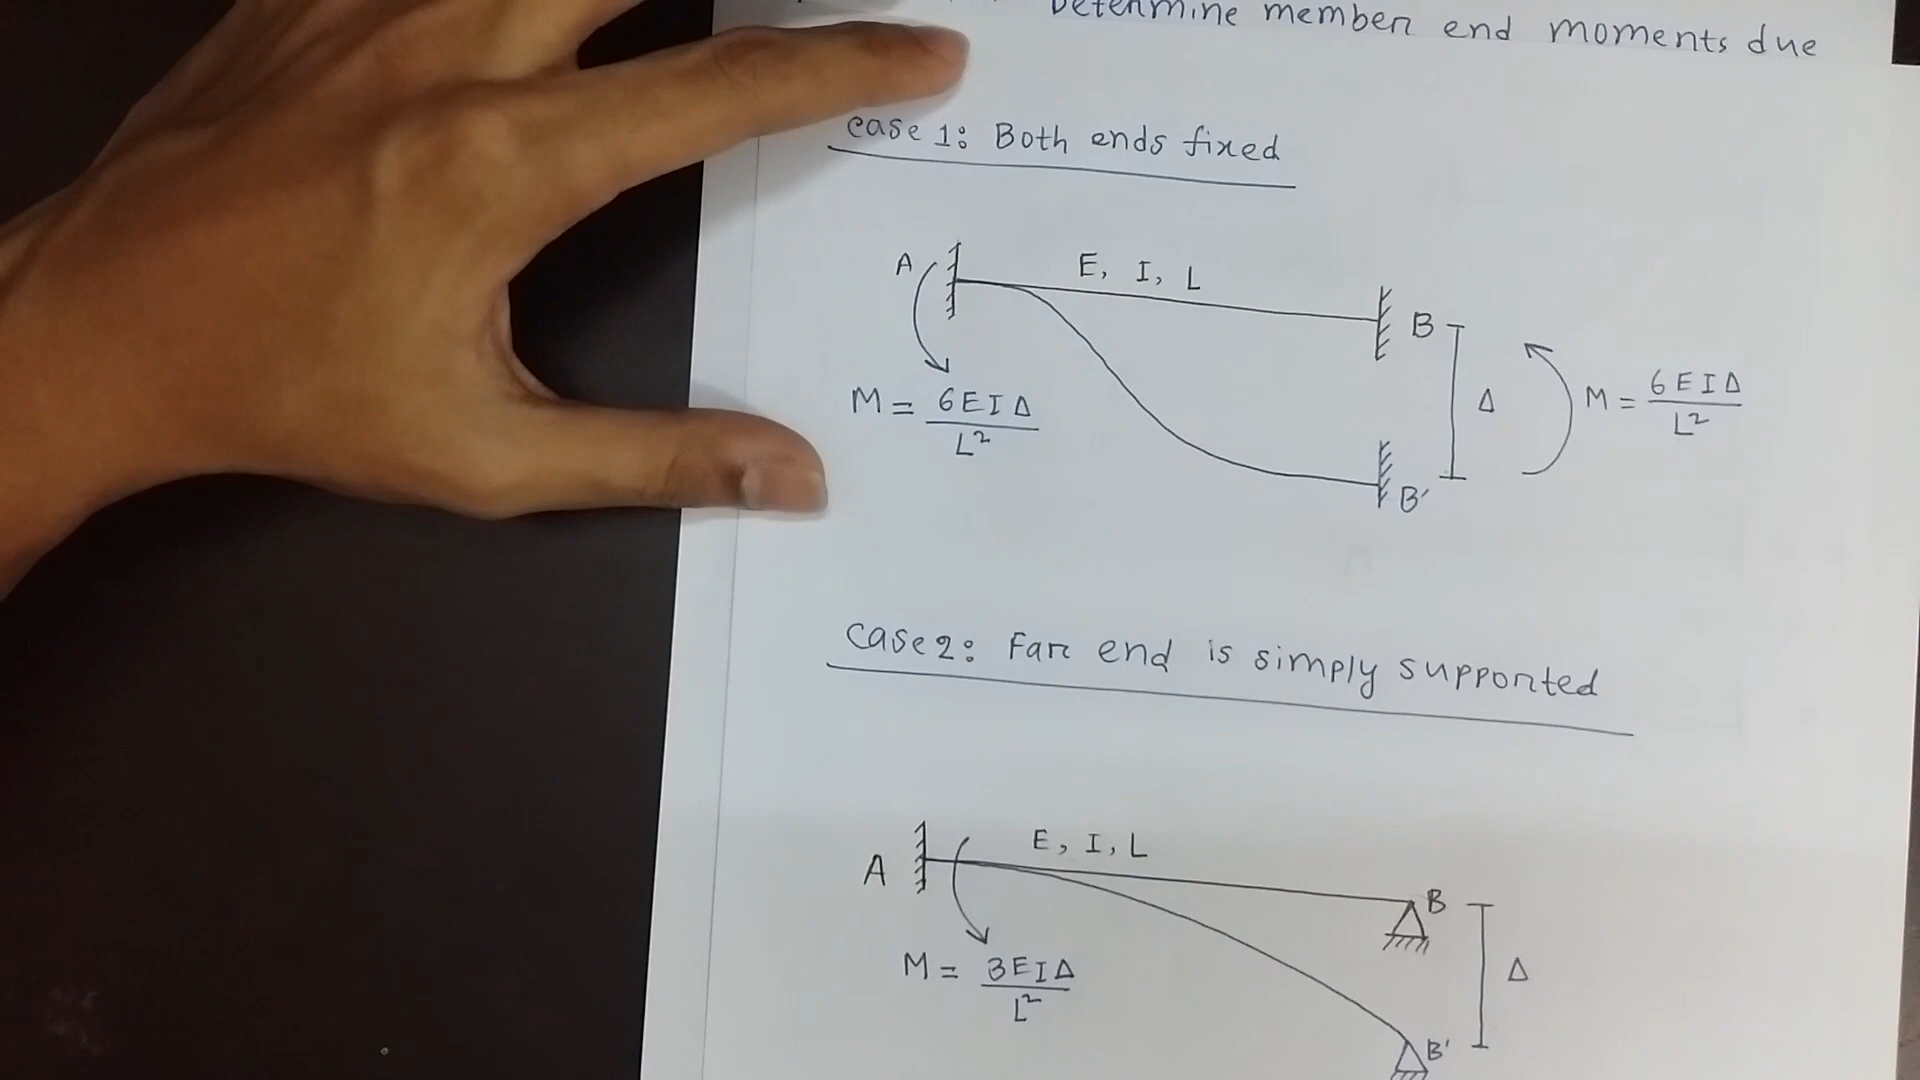 Determine member end moments due
case 1: Both ends fixed
A
E, I, L
B
Δ
M = 6EIΔ/L²
M = 6EIΔ/L²
B'
case 2: Far end is simply supported
A
E, I, L
B
Δ
M = 3EIΔ/L²
B'